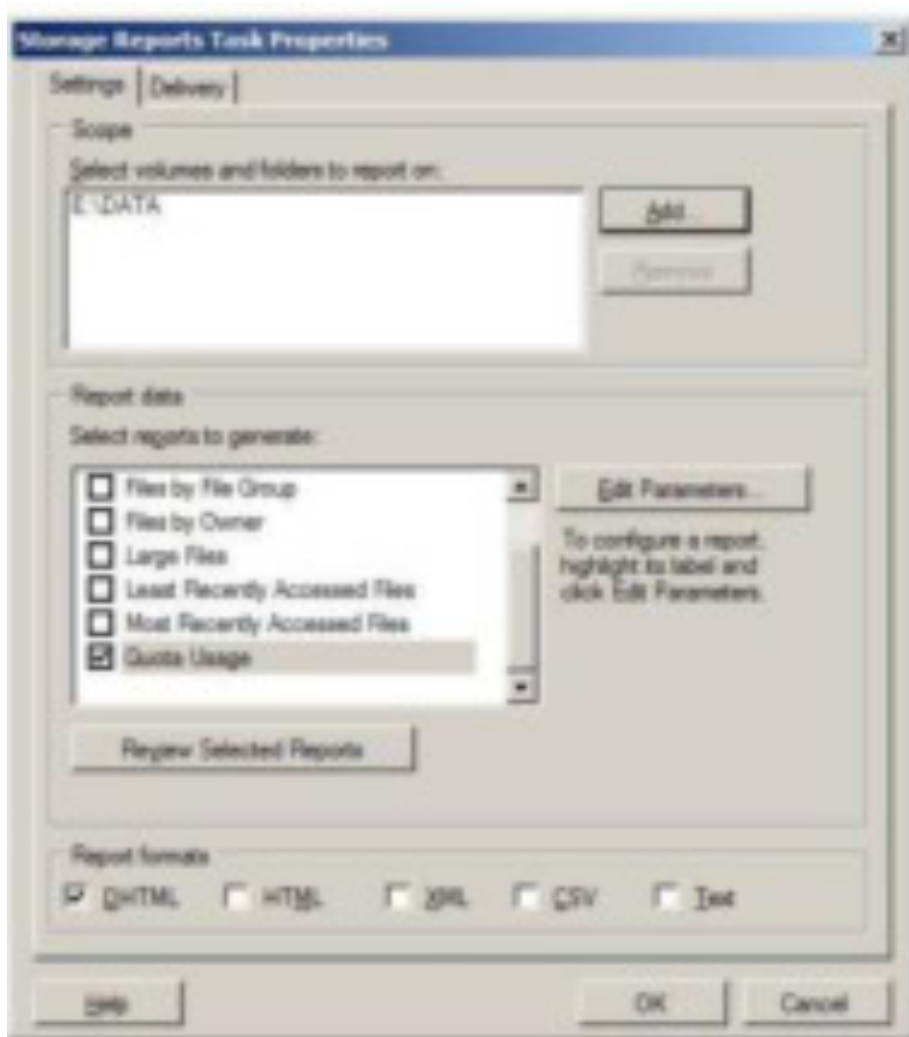 Storage Reports Task Properties
Settings Delivery
Scope
Select volumes and folders to report on:
E:\DATA
Add...
Remove
Report data
Select reports to generate:
Files by File Group
Files by Owner
Large Files
Least Recently Accessed Files
Most Recently Accessed Files
Quota Usage
Edit Parameters...
To configure a report,
highlight its label and
click Edit Parameters.
Review Selected Reports
Report formats
DHTML HTML XML CSV Text
Help OK Cancel